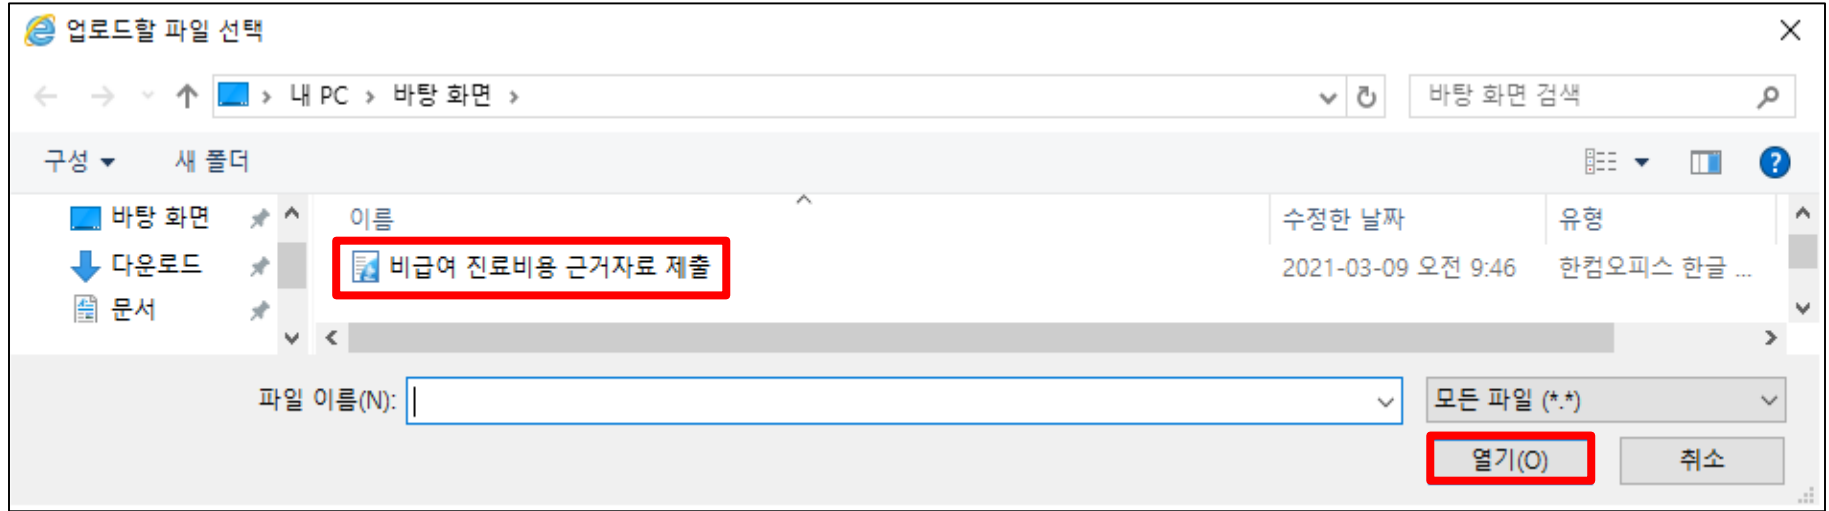 업로드할 파일 선택
내 PC > 바탕 화면 >
바탕 화면 검색
구성
새 폴더
바탕 화면
다운로드
문서
이름
수정한 날짜
유형
비급여 진료비용 근거자료 제출
2021-03-09 오전 9:46
한컴오피스 한글 ...
파일 이름(N):
모든 파일 (*.*)
열기(O)
취소